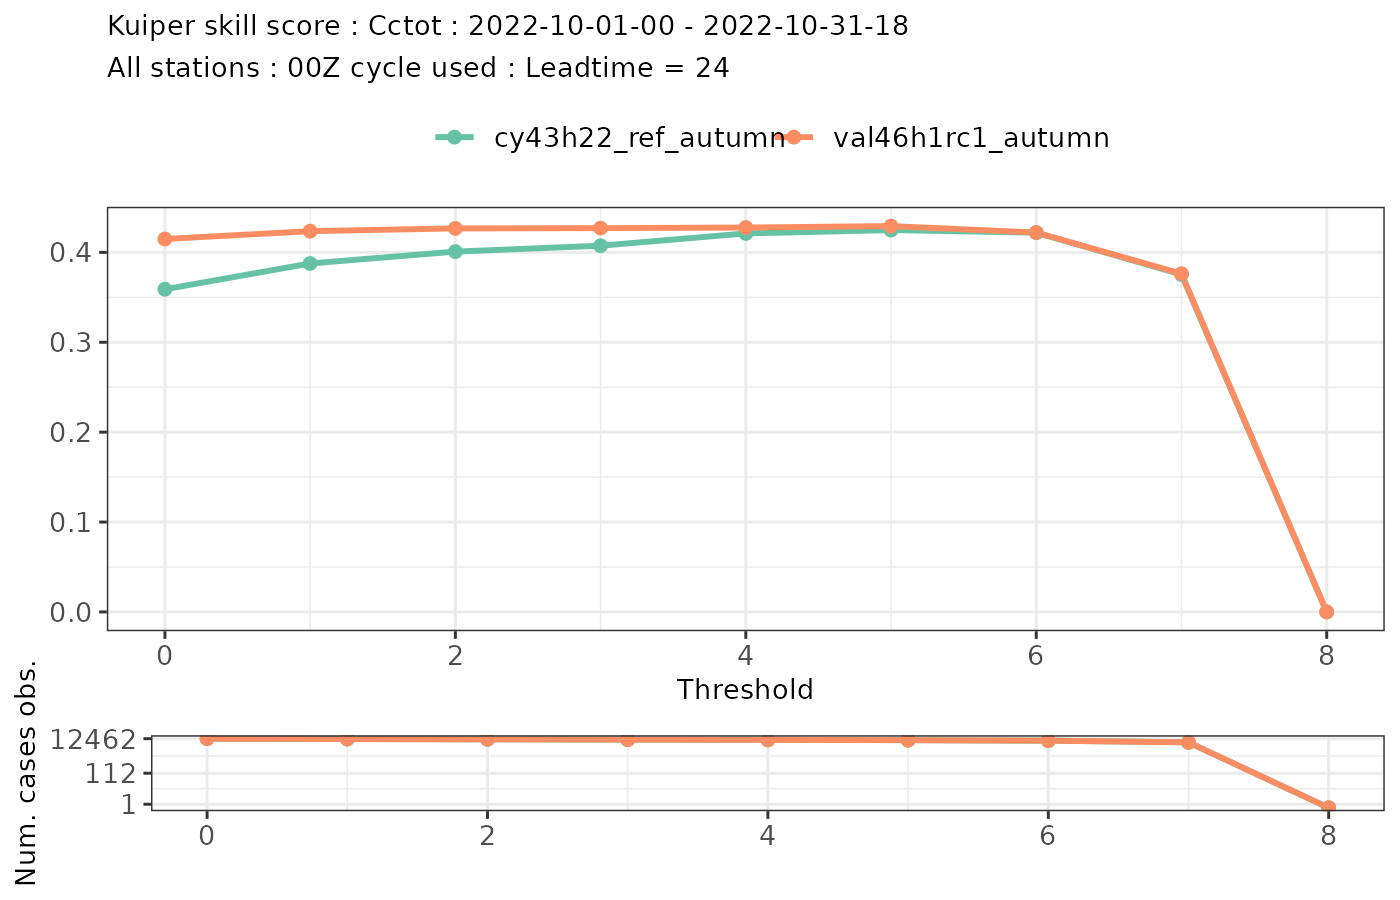 Kuiper skill score : Cctot : 2022-10-01-00 - 2022-10-31-18
All stations : 00Z cycle used : Leadtime = 24
cy43h22_ref_autumn
val46h1rc1_autumn
0.4
0.3
0.2
0.1
0.0
0 2 4 6 8
Threshold
Num. cases obs.
12462
112
1
0 2 4 6 8